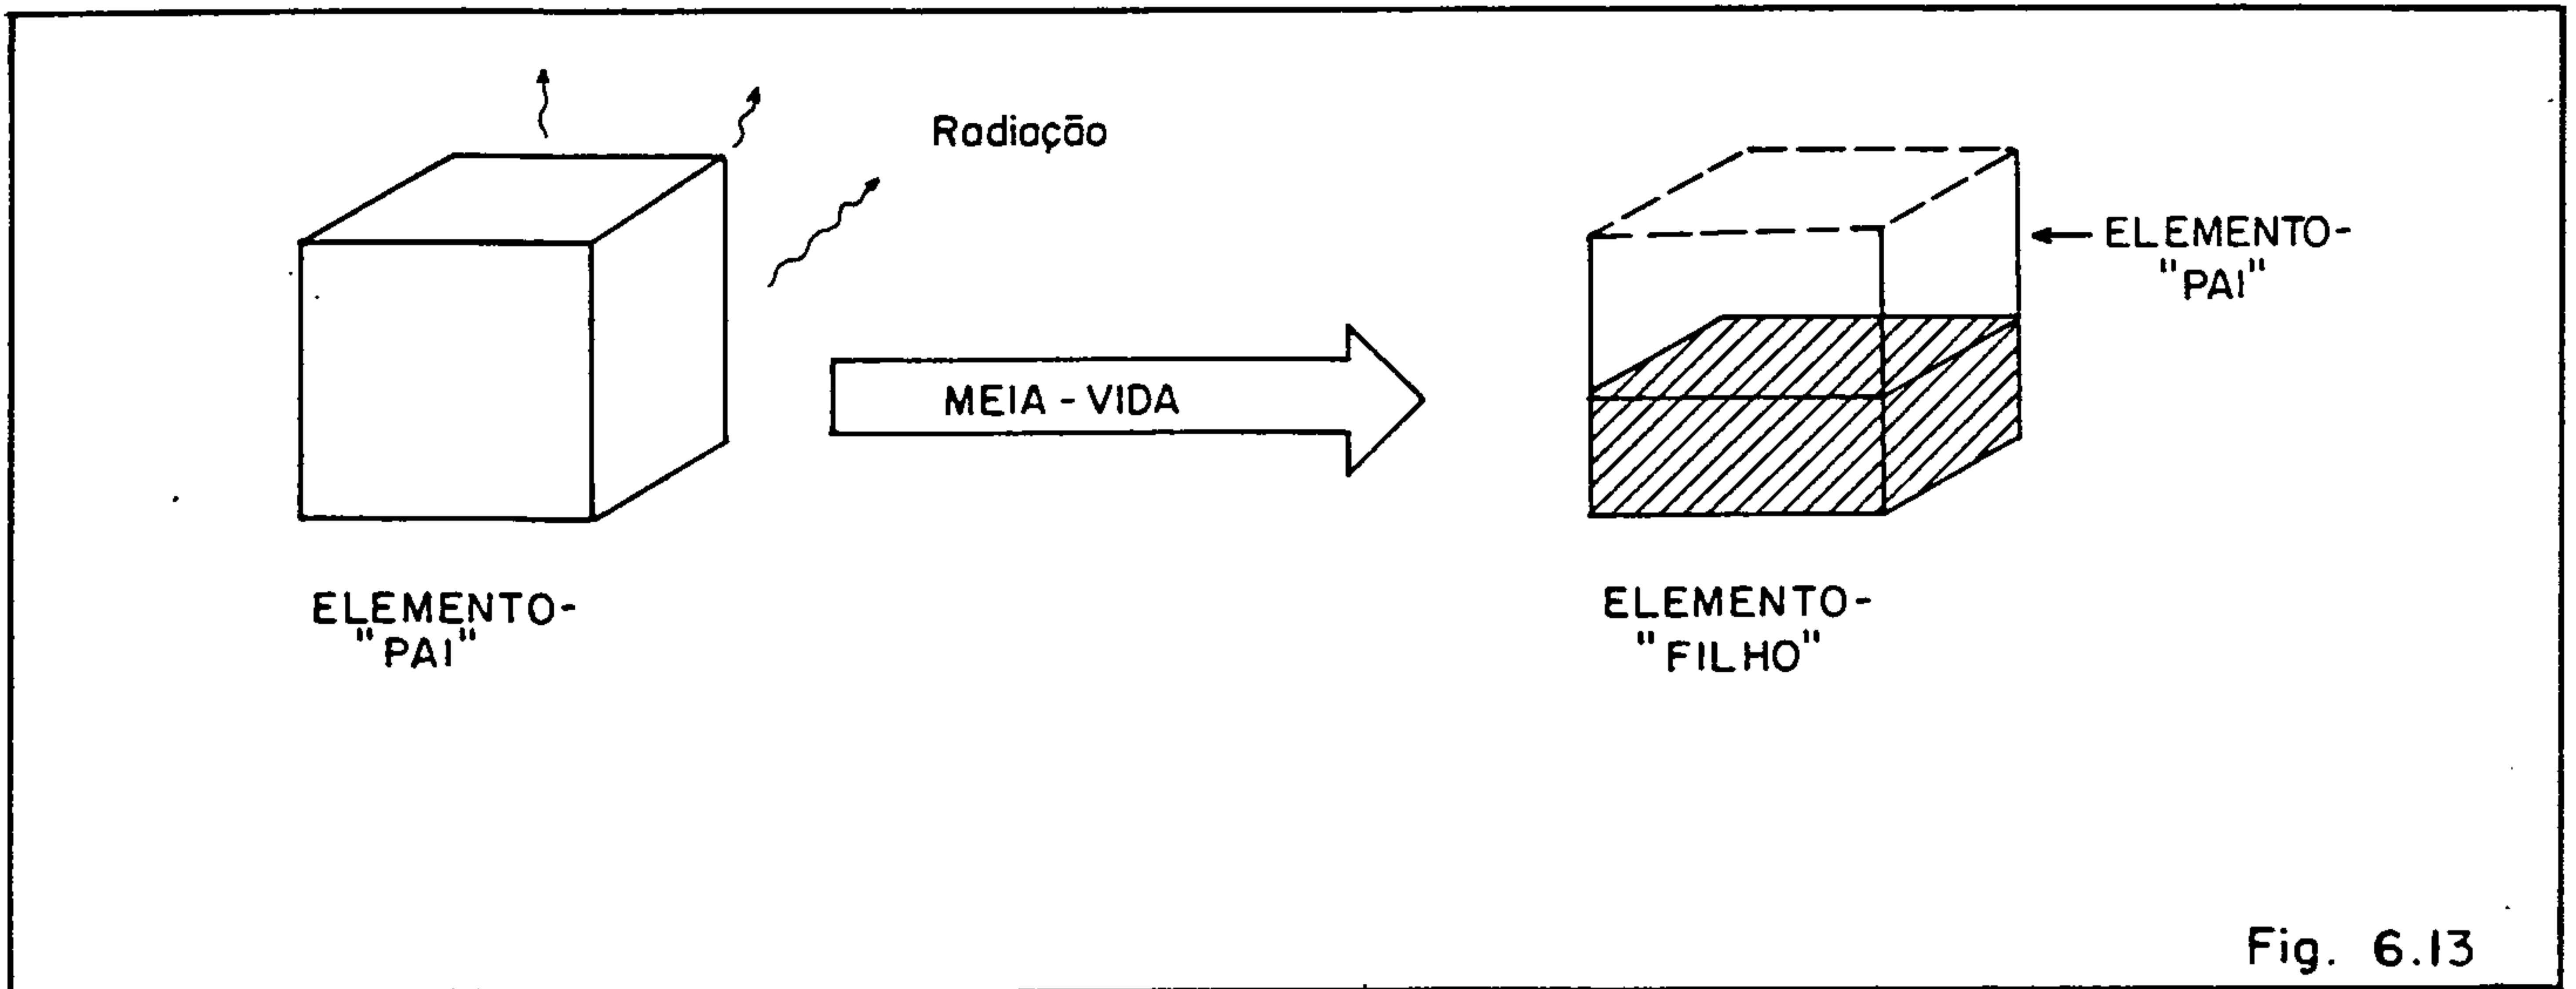 Radiação
ELEMENTO-
"PAI"
MEIA - VIDA
ELEMENTO-
"PAI"
ELEMENTO-
"FILHO"
Fig. 6.13